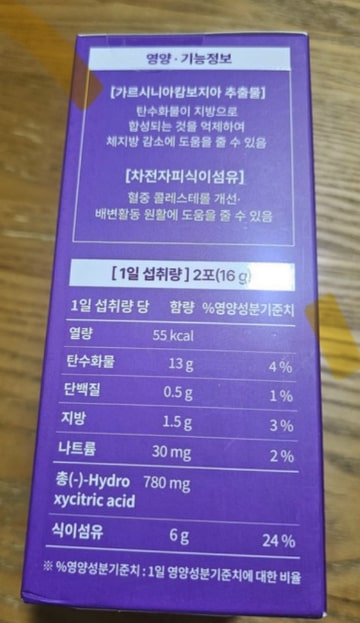 영양·기능정보
[가르시니아캄보지아 추출물]
탄수화물이 지방으로
합성되는 것을 억제하여
체지방 감소에 도움을 줄 수 있음
[차전자피식이섬유]
혈중 콜레스테롤 개선·
배변활동 원활에 도움을 줄 수 있음
[1일 섭취량] 2포(16 g)
1일 섭취량 당 함량 %영양성분기준치
열량 55 kcal
탄수화물 13 g 4 %
단백질 0.5 g 1 %
지방 1.5 g 3 %
나트륨 30 mg 2 %
총(-)-Hydro 780 mg
xycitric acid
식이섬유 6 g 24 %
※ %영양성분기준치 : 1일 영양성분기준치에 대한 비율